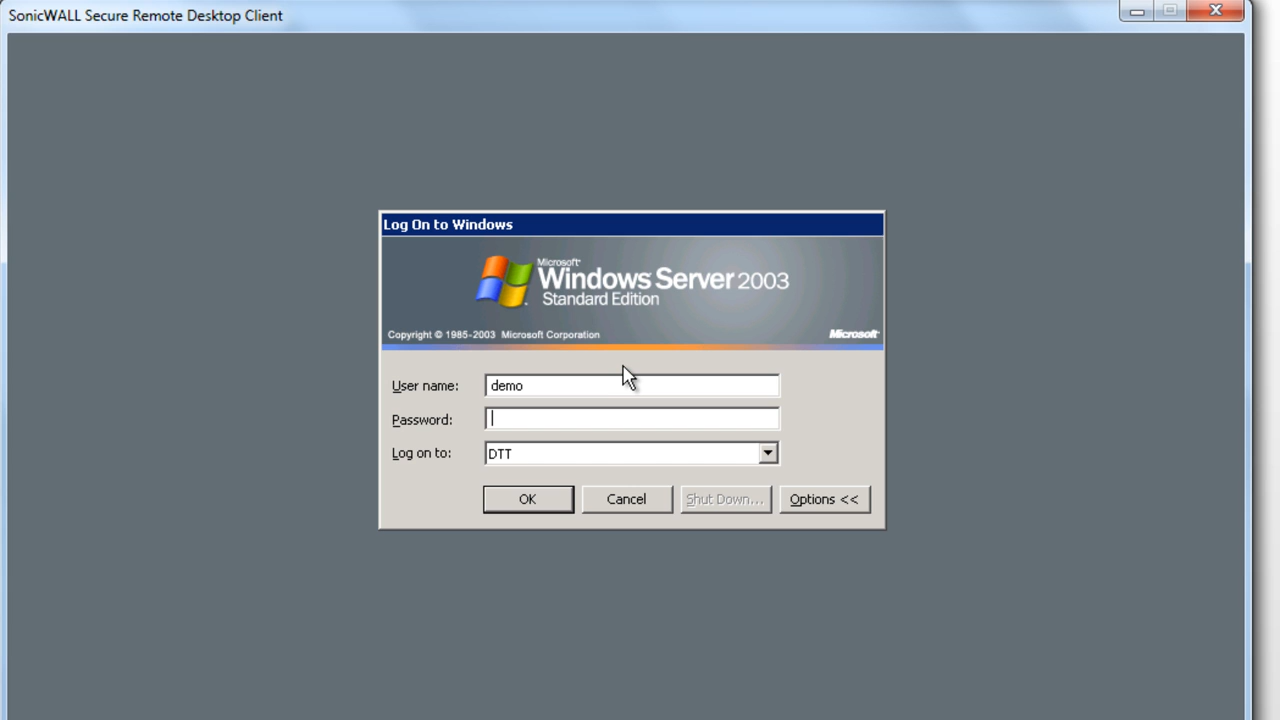 SonicWALL Secure Remote Desktop Client
Log On to Windows
Microsoft
Windows Server 2003
Standard Edition
Copyright © 1985-2003 Microsoft Corporation Microsoft
User name: demo
Password:
Log on to: DTT
OK Cancel Shut Down... Options <<